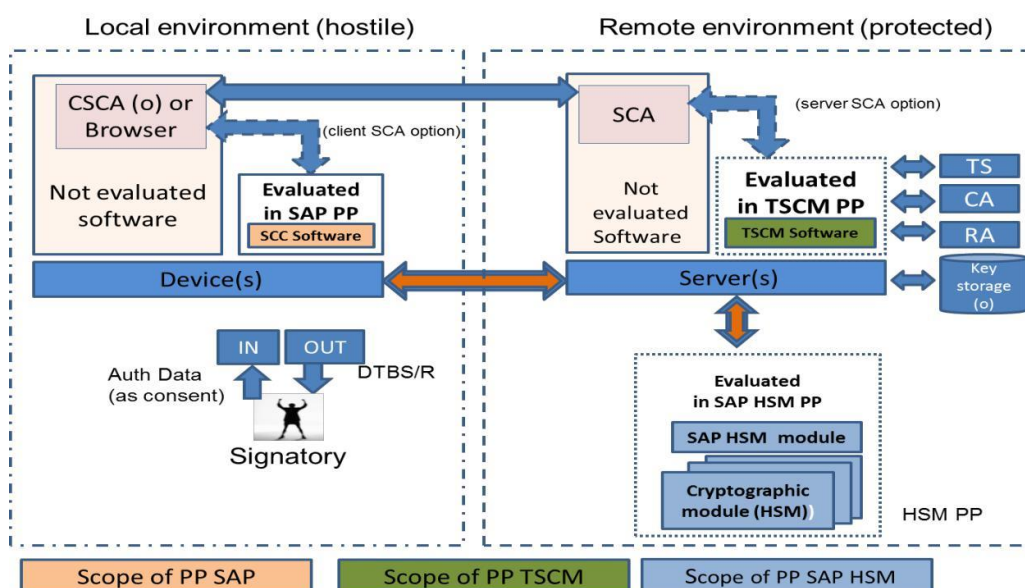 Local environment (hostile)
Remote environment (protected)
CSCA (o) or
Browser
(client SCA option)
Not evaluated
software
Evaluated
in SAP PP
SCC Software
SCA
(server SCA option)
Not
evaluated
Software
Evaluated
in TSCM PP
TSCM Software
TS
CA
RA
Device(s)
Server(s)
Key
storage
(o)
IN
OUT
Auth Data
(as consent)
DTBS/R
Signatory
Evaluated
in SAP HSM PP
SAP HSM module
Cryptographic
module (HSM))
HSM PP
Scope of PP SAP
Scope of PP TSCM
Scope of PP SAP HSM